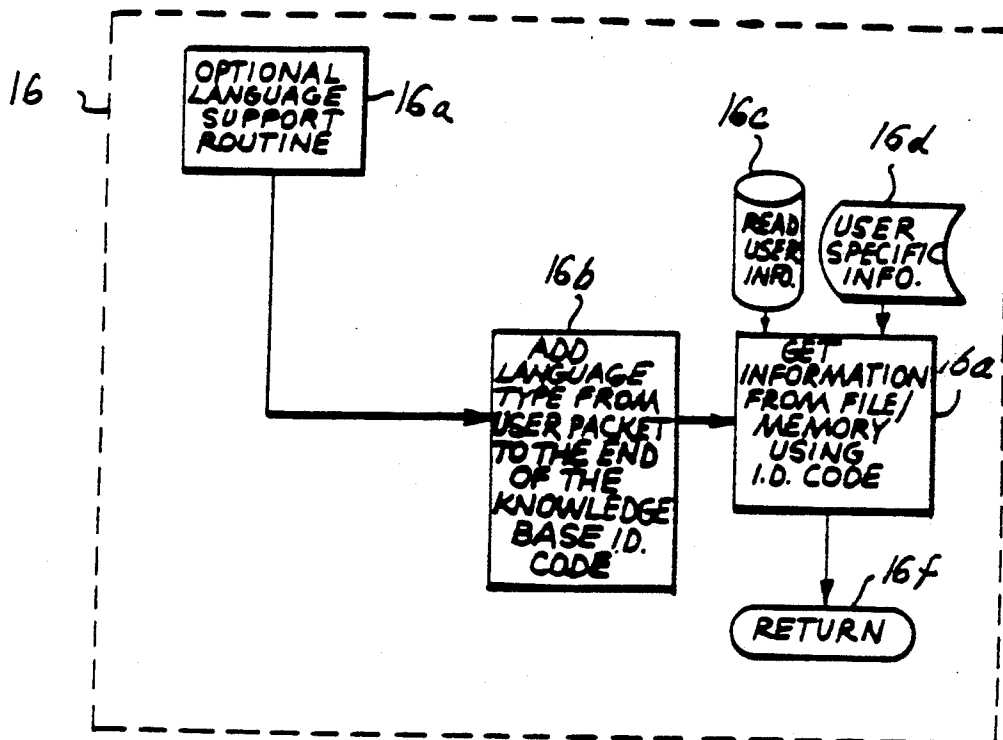 16
OPTIONAL
LANGUAGE
SUPPORT
ROUTINE
16a
16c
16d
READ
USER
INFO.
USER
SPECIFIC
INFO.
16b
ADD
LANGUAGE
TYPE FROM
USER PACKET
TO THE END
OF THE
KNOWLEDGE
BASE I.D.
CODE
GET
INFORMATION
FROM FILE/
MEMORY
USING
I.D. CODE
16a
16f
RETURN